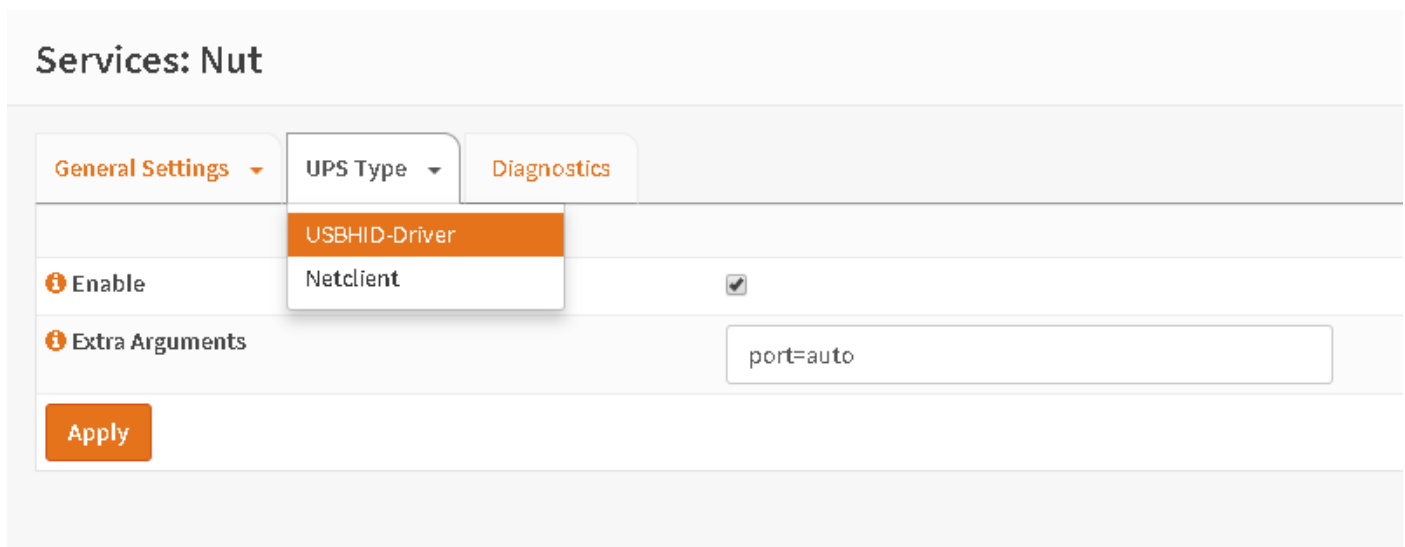 Services: Nut
General Settings UPS Type Diagnostics
USBHID-Driver
Netclient
Enable
Extra Arguments port=auto
Apply